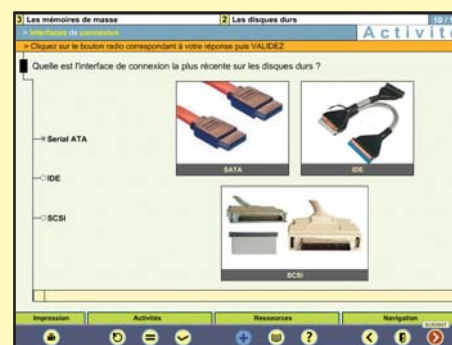 3 Les mémoires de masse
2 Les disques durs
10 /
> Interfaces de connexion
Activité
> Cliquez sur le bouton radio correspondant à votre réponse puis VALIDEZ
Quelle est l'interface de connexion la plus récente sur les disques durs ?
Serial ATA
IDE
SCSI
SATA
IDE
SCSI
Impression
Activités
Ressources
Navigation
?